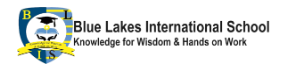 B L
I S
Blue Lakes International School
Knowledge for Wisdom & Hands on Work